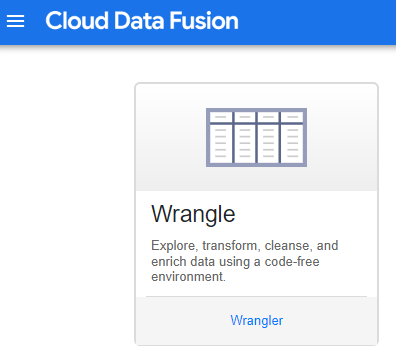 Cloud Data Fusion
Wrangle
Explore, transform, cleanse, and
enrich data using a code-free
environment.
Wrangler